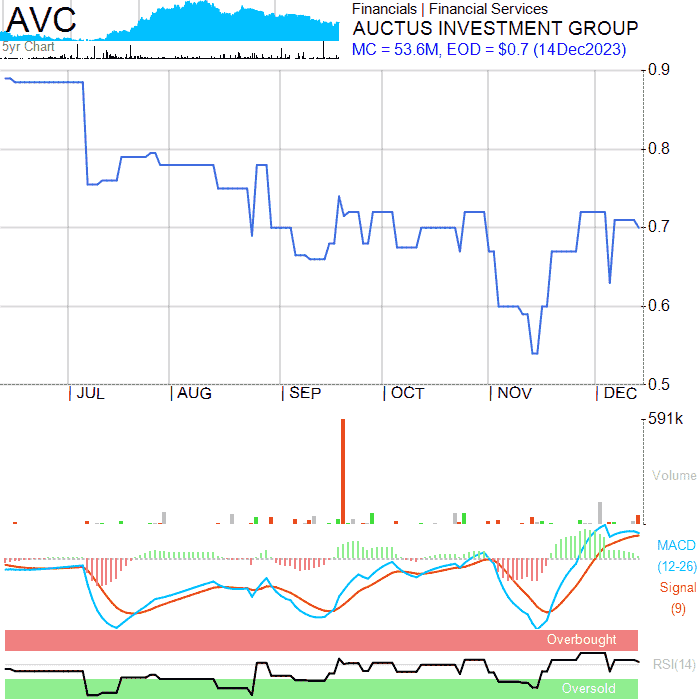 AVC
5yr Chart
Financials | Financial Services
AUCTUS INVESTMENT GROUP
MC = 53.6M, EOD = $0.7 (14Dec2023)
0.9
0.8
0.7
0.6
0.5
JUL AUG SEP OCT NOV DEC
591k
Volume
MACD
(12-26)
Signal
(9)
Overbought
RSI(14)
Oversold